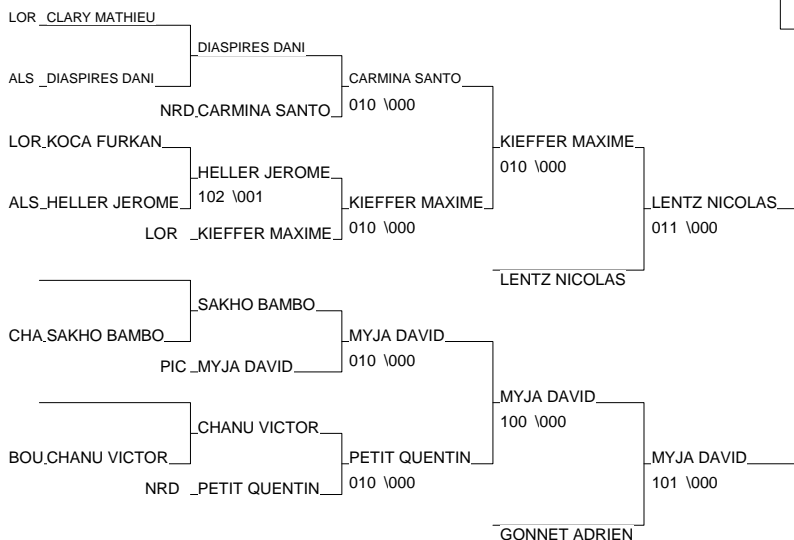 LOR CLARY MATHIEU
DIASPIRES DANI
ALS DIASPIRES DANI
CARMINA SANTO
010 \000
NRD CARMINA SANTO
LOR KOCA FURKAN
KIEFFER MAXIME
010 \000
HELLER JEROME
102 \001
ALS HELLER JEROME
KIEFFER MAXIME
010 \000
LOR KIEFFER MAXIME
LENTZ NICOLAS
011 \000
LENTZ NICOLAS
SAKHO BAMBO
CHA SAKHO BAMBO
MYJA DAVID
010 \000
PIC MYJA DAVID
MYJA DAVID
100 \000
CHANU VICTOR
BOU CHANU VICTOR
PETIT QUENTIN
010 \000
NRD PETIT QUENTIN
MYJA DAVID
101 \000
GONNET ADRIEN